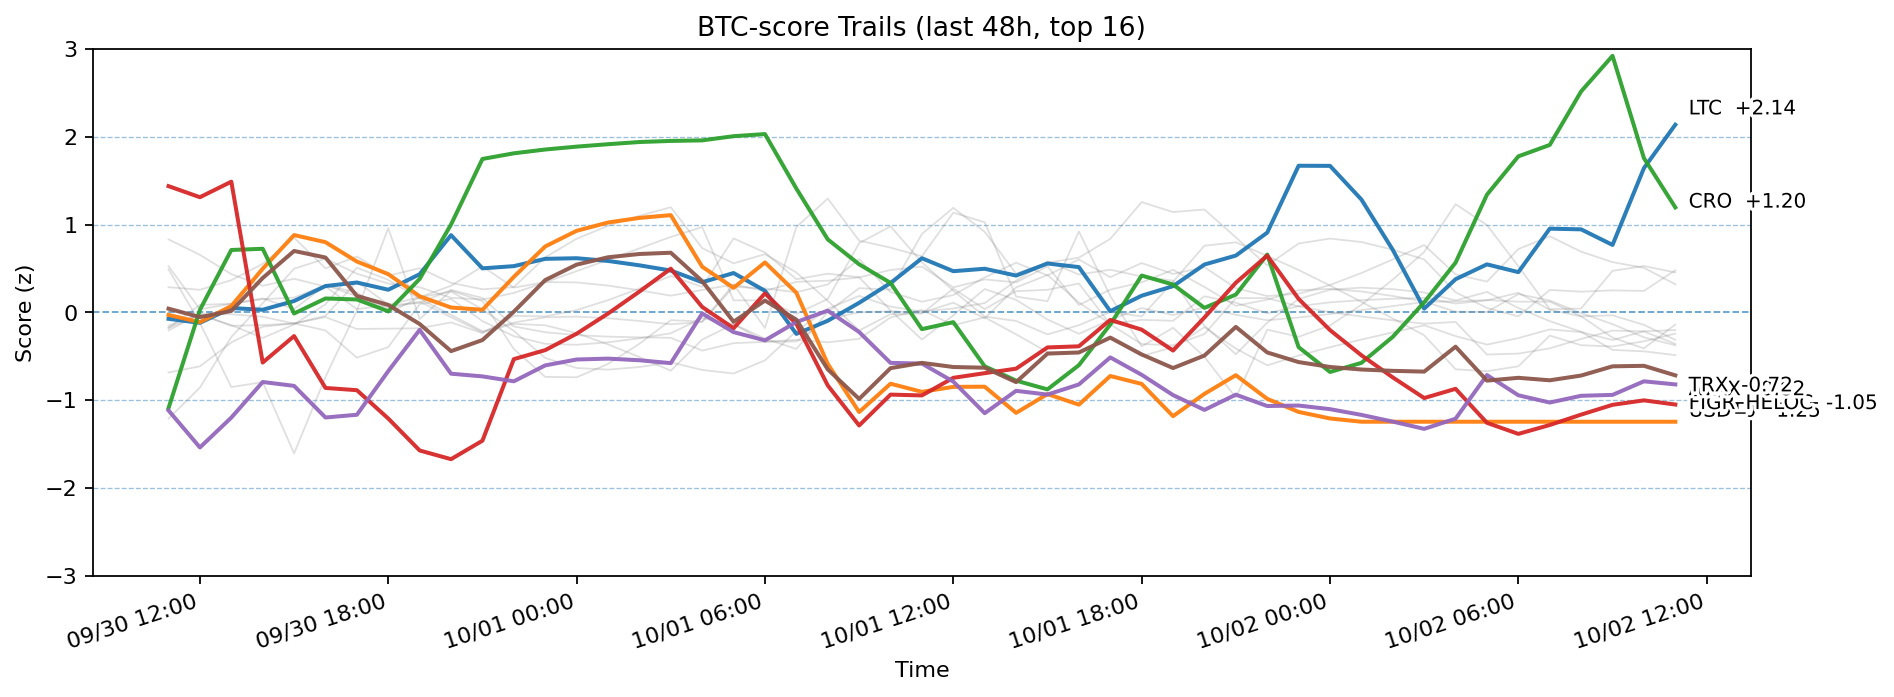 BTC-score Trails (last 48h, top 16)
3
2
1
0
−1
−2
−3
Score (z)
LTC +2.14
CRO +1.20
TRX -0.72
FIGR-HELOC -1.05
-1.25
09/30 12:00
09/30 18:00
10/01 00:00
10/01 06:00
10/01 12:00
10/01 18:00
10/02 00:00
10/02 06:00
10/02 12:00
Time